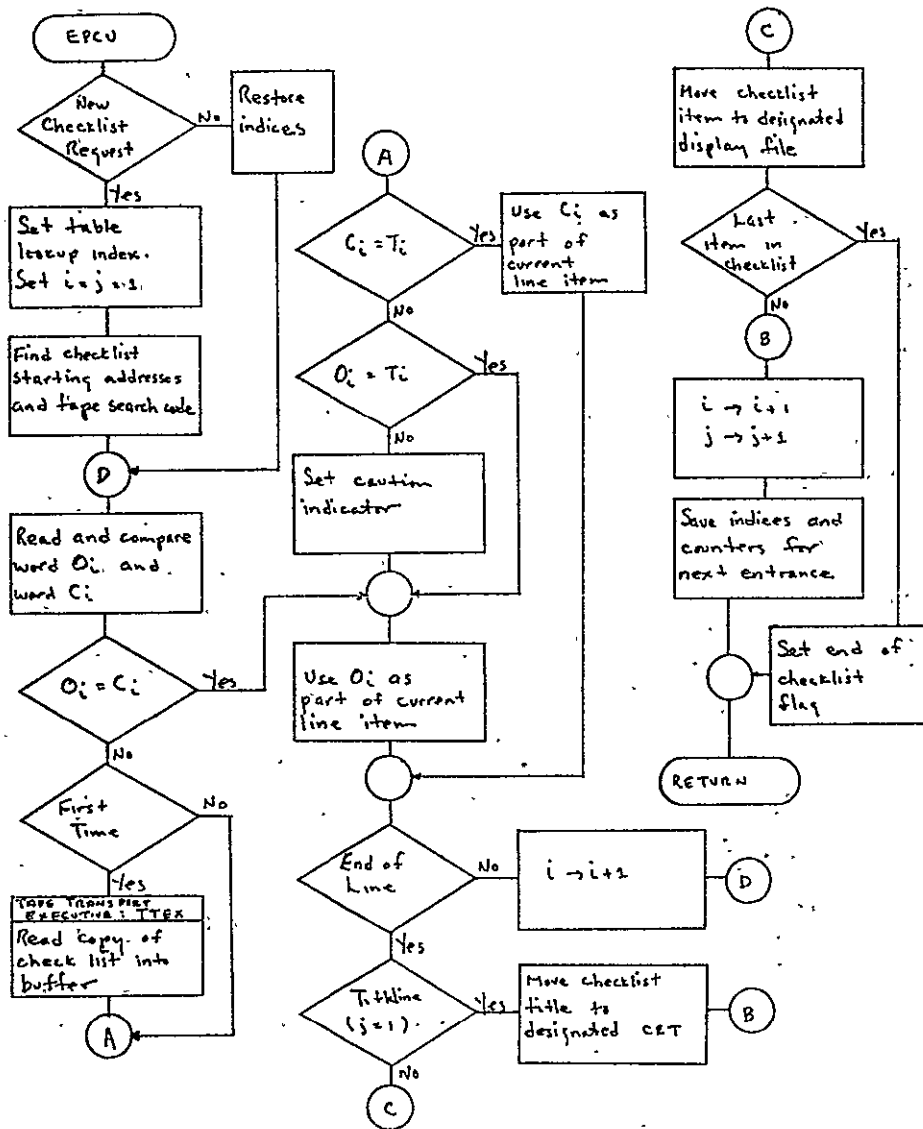 EPCU
New
Checklist
Request
No
Restore
indices
Yes
Set table
lookup index.
Set i = j = 1.
Find checklist
starting addresses
and tape search code
D
Read and compare
word Oi and
word Ci
Oi = Ci
Yes
No
First
Time
No
Yes
TAPE TRANSPORT
EXECUTIVE: TTEX
Read copy of
check list into
buffer
A
A
Ci = Ti
Yes
Use Ci as
part of
current
line item
No
Oi = Ti
Yes
No
Set caution
indicator
Use Oi as
part of current
line item
End of
Line
No
i → i+1
D
Yes
Titleline
(j=1).
Yes
Move checklist
title to
designated CRT
B
No
C
C
Move checklist
item to designated
display file
Last
item in
checklist
Yes
No
B
i → i+1
j → j+1
Save indices and
counters for
next entrance
Set end of
checklist
flag
RETURN